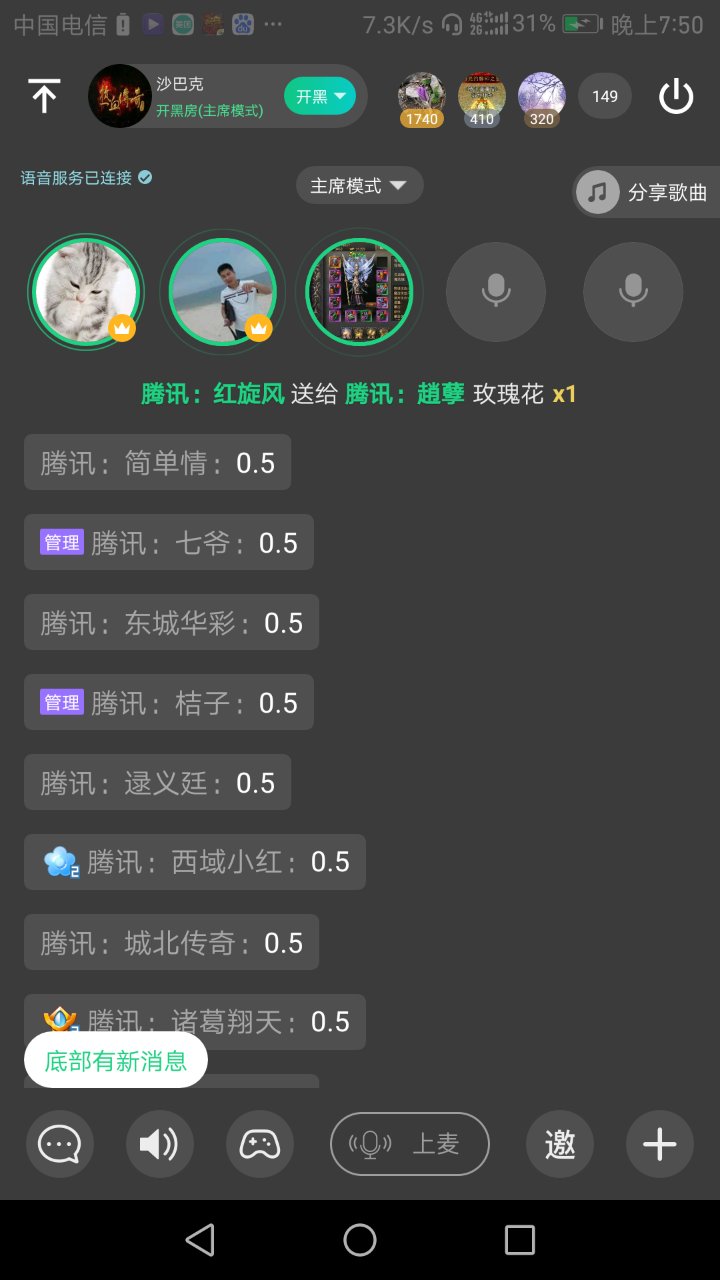 中国电信 7.3K/s 4G 2G 31% 晚上7:50
沙巴克
开黑房(主席模式)
开黑
1740
410
320
149
语音服务已连接
主席模式
分享歌曲
腾讯：红旋风 送给 腾讯：趙孽 玫瑰花 x1
腾讯：简单情：0.5
管理 腾讯：七爷：0.5
腾讯：东城华彩：0.5
管理 腾讯：桔子：0.5
腾讯：逯义廷：0.5
2 腾讯：西域小红：0.5
腾讯：城北传奇：0.5
腾讯：诸葛翔天：0.5
底部有新消息
上麦
邀